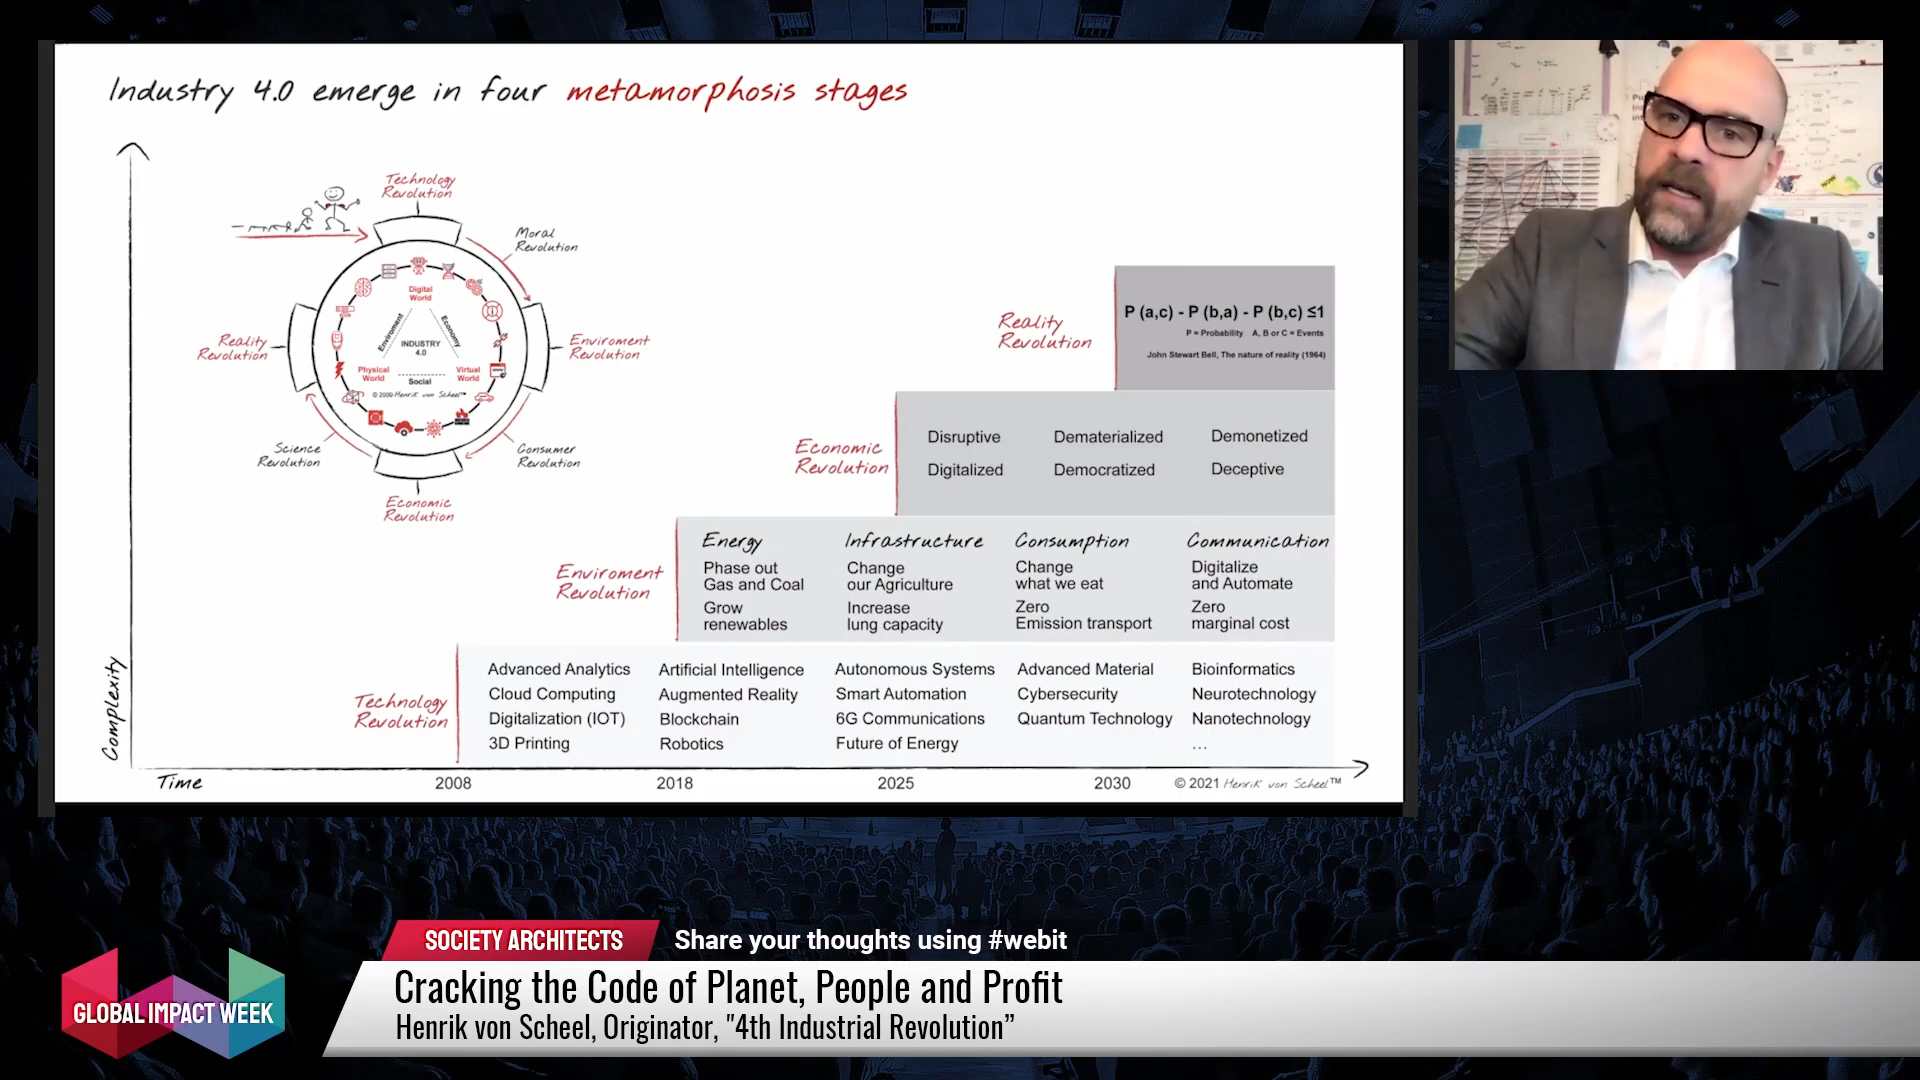 Industry 4.0 emerge in four metamorphosis stages
Technology
Revolution
Moral
Revolution
Enviroment
Revolution
Consumer
Revolution
Economic
Revolution
Science
Revolution
Reality
Revolution
Digital
World
Enviroment
Economy
INDUSTRY
4.0
Physical
World
Virtual
World
Social
© 2009 Henrik von Scheel™
Reality
Revolution
P (a,c) - P (b,a) - P (b,c) ≤1
P = Probability A, B or C = Events
John Stewart Bell, The nature of reality (1964)
Economic
Revolution
Disruptive Dematerialized Demonetized
Digitalized Democratized Deceptive
Enviroment
Revolution
Energy Infrastructure Consumption Communication
Phase out Change Change Digitalize
Gas and Coal our Agriculture what we eat and Automate
Grow Increase Zero Zero
renewables lung capacity Emission transport marginal cost
Technology
Revolution
Advanced Analytics Artificial Intelligence Autonomous Systems Advanced Material Bioinformatics
Cloud Computing Augmented Reality Smart Automation Cybersecurity Neurotechnology
Digitalization (IOT) Blockchain 6G Communications Quantum Technology Nanotechnology
3D Printing Robotics Future of Energy ...
Complexity
Time 2008 2018 2025 2030 © 2021 Henrik von Scheel™
SOCIETY ARCHITECTS Share your thoughts using #webit
GLOBAL IMPACT WEEK
Cracking the Code of Planet, People and Profit
Henrik von Scheel, Originator, "4th Industrial Revolution”